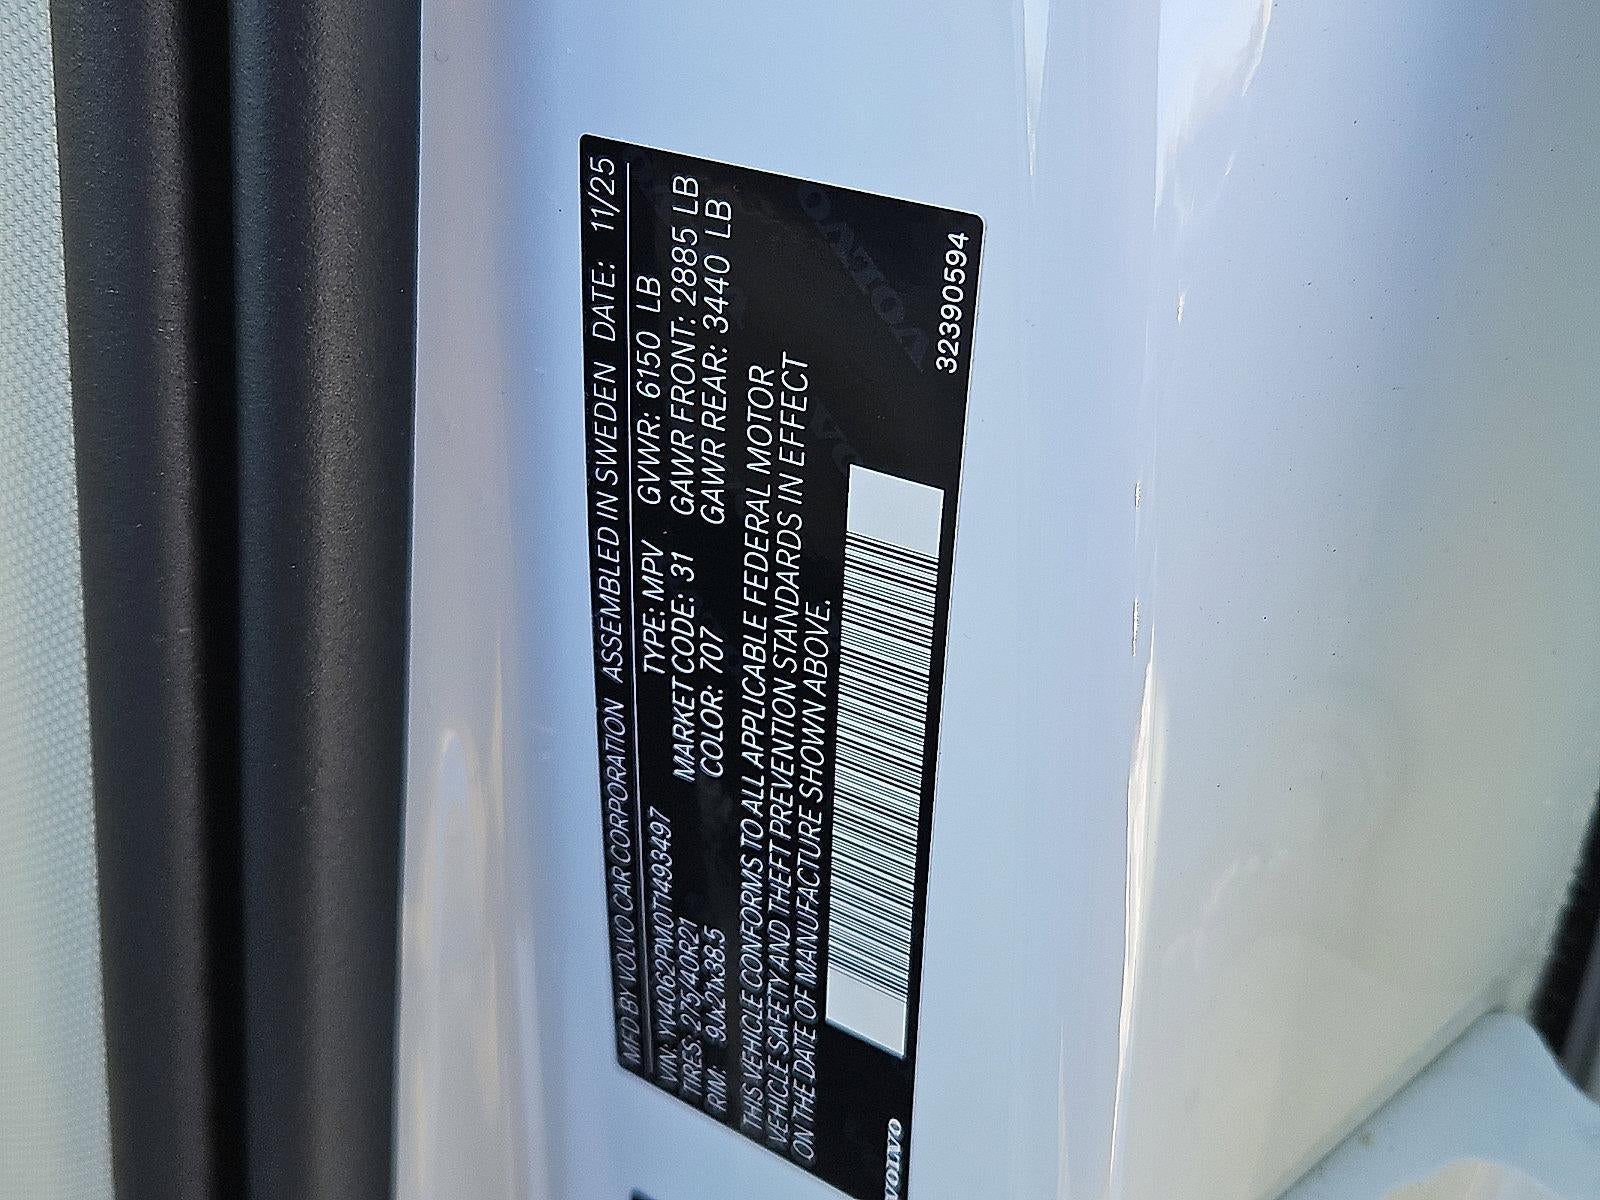 MFD BY VOLVO CAR CORPORATION ASSEMBLED IN SWEDEN DATE: 11/25
VIN: YV4062PM0T1493497 TYPE: MPV GVWR: 6150 LB
TIRES: 275/40R21 MARKET CODE: 31 GAWR FRONT: 2885 LB
RIM: 9Jx21x38.5 COLOR: 707 GAWR REAR: 3440 LB
THIS VEHICLE CONFORMS TO ALL APPLICABLE FEDERAL MOTOR
VEHICLE SAFETY AND THEFT PREVENTION STANDARDS IN EFFECT
ON THE DATE OF MANUFACTURE SHOWN ABOVE.
VOLVO 32390594